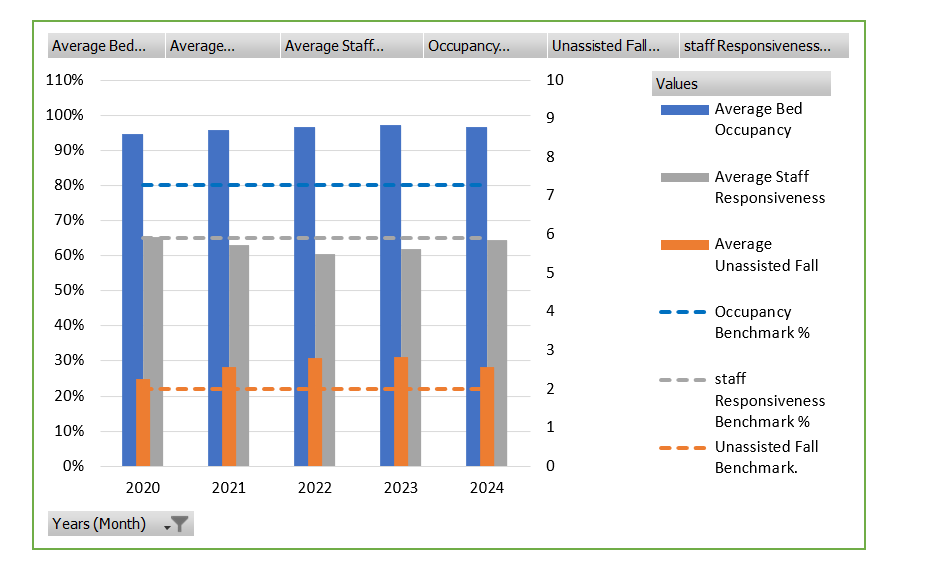 Average Bed... Average... Average Staff... Occupancy... Unassisted Fall... staff Responsiveness...
110%
100%
90%
80%
70%
60%
50%
40%
30%
20%
10%
0%
10
9
8
7
6
5
4
3
2
1
0
2020 2021 2022 2023 2024
Values
Average Bed
Occupancy
Average Staff
Responsiveness
Average
Unassisted Fall
Occupancy
Benchmark %
staff
Responsiveness
Benchmark %
Unassisted Fall
Benchmark.
Years (Month)